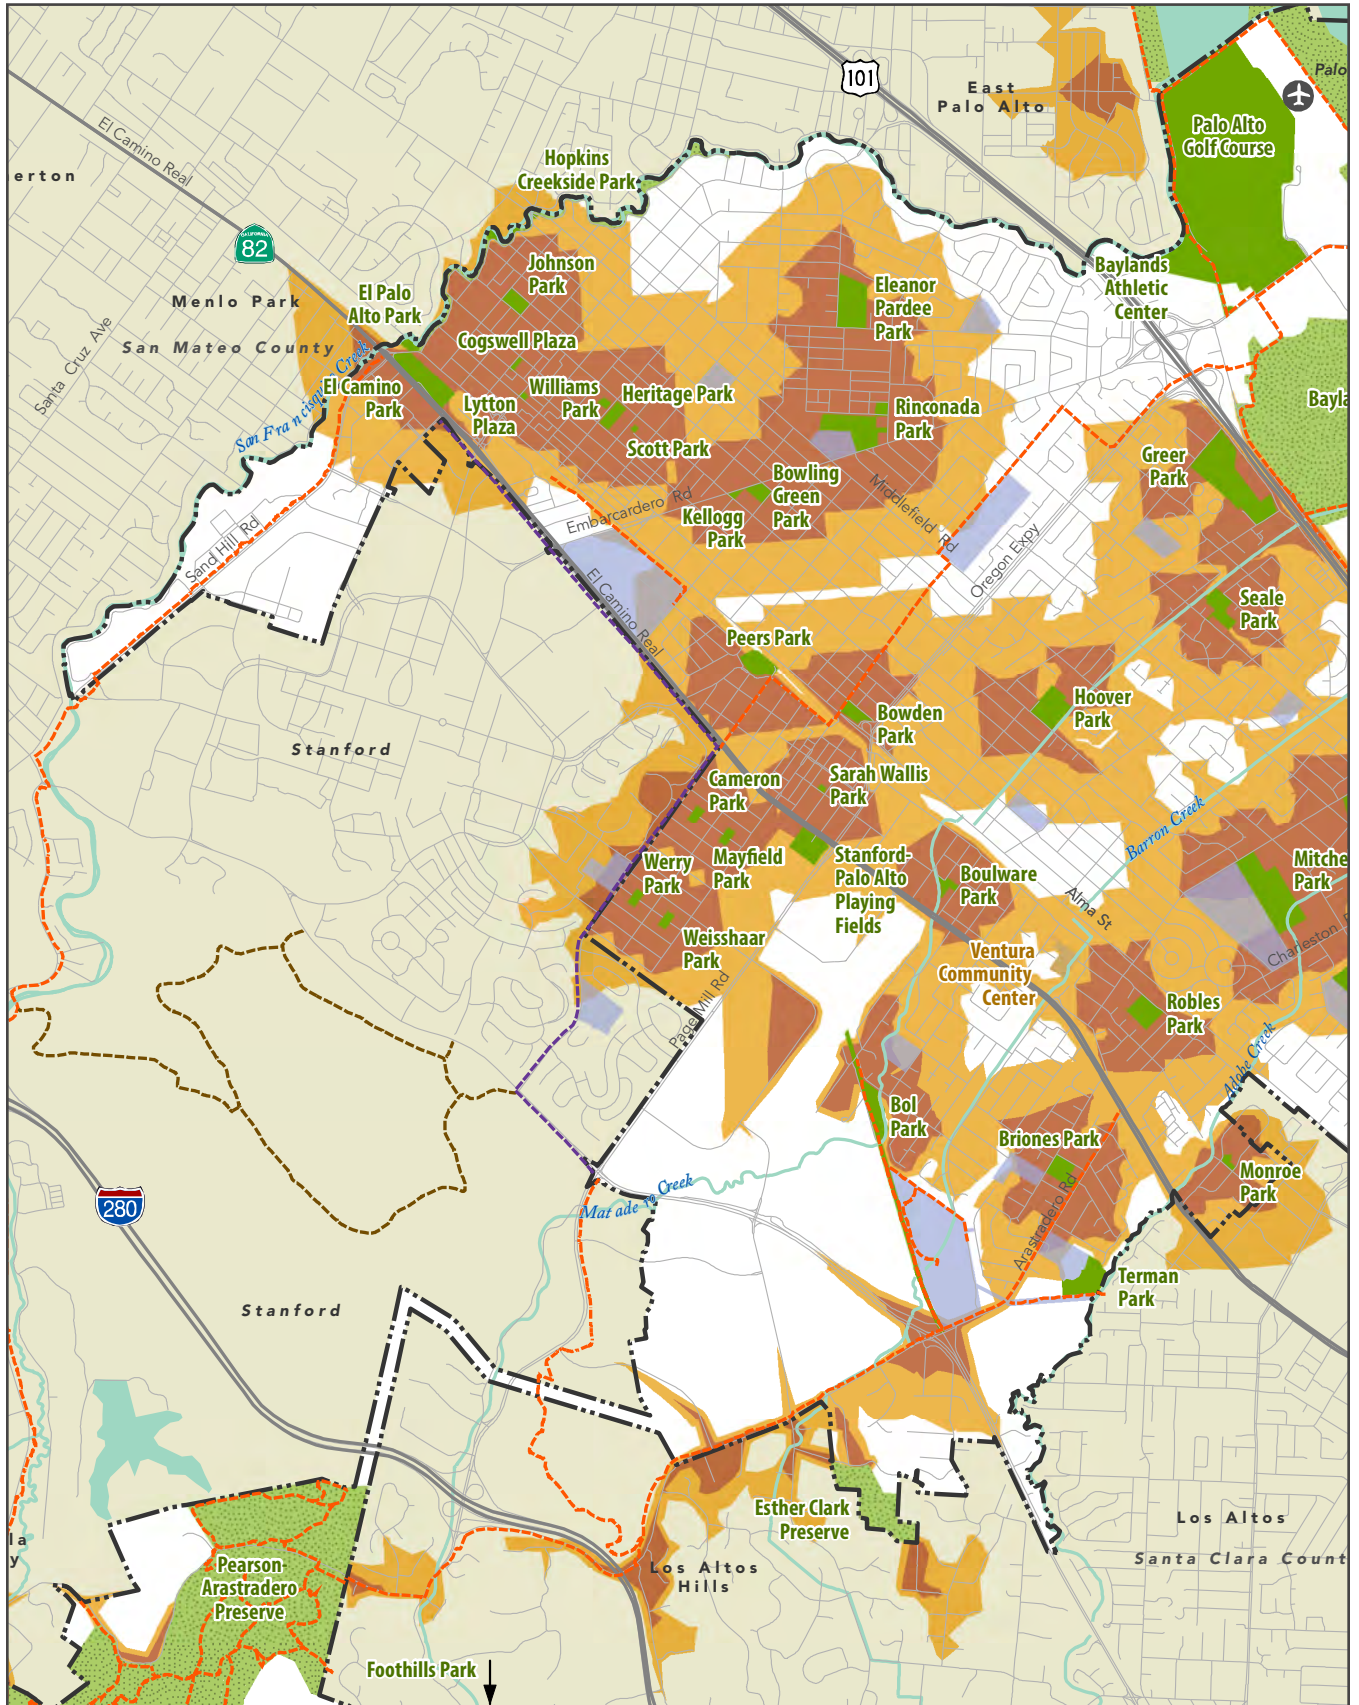 101
East
Palo Alto
Palo
Palo Alto
Golf Course
El Camino Real
erton
Hopkins
Creekside Park
CALIFORNIA
82
Johnson
Park
Baylands
Athletic
Center
El Palo
Alto Park
Eleanor
Pardee
Park
Menlo Park
San Mateo County
Santa Cruz Ave
Cogswell Plaza
San Francisquito Creek
El Camino
Park
Williams
Park
Heritage Park
Lytton
Plaza
Rinconada
Park
Bayla
Scott Park
Greer
Park
Bowling
Green
Park
Middlefield Rd
Embarcardero Rd
Kellogg
Park
Sand Hill Rd
Oregon Expy
El Camino Real
Seale
Park
Peers Park
Hoover
Park
Bowden
Park
Stanford
Cameron
Park
Sarah Wallis
Park
Barron Creek
Werry
Park
Mayfield
Park
Stanford-
Palo Alto
Playing
Fields
Boulware
Park
Mitche
Park
Alma St
Weisshaar
Park
Charleston R
Ventura
Community
Center
Page Mill Rd
Robles
Park
Adobe Creek
Bol
Park
Briones Park
Monroe
Park
280
Matadero Creek
Arastradero Rd
Terman
Park
Stanford
Esther Clark
Preserve
Los Altos
Santa Clara Count
la
y
Pearson-
Arastradero
Preserve
Los Altos
Hills
Foothills Park